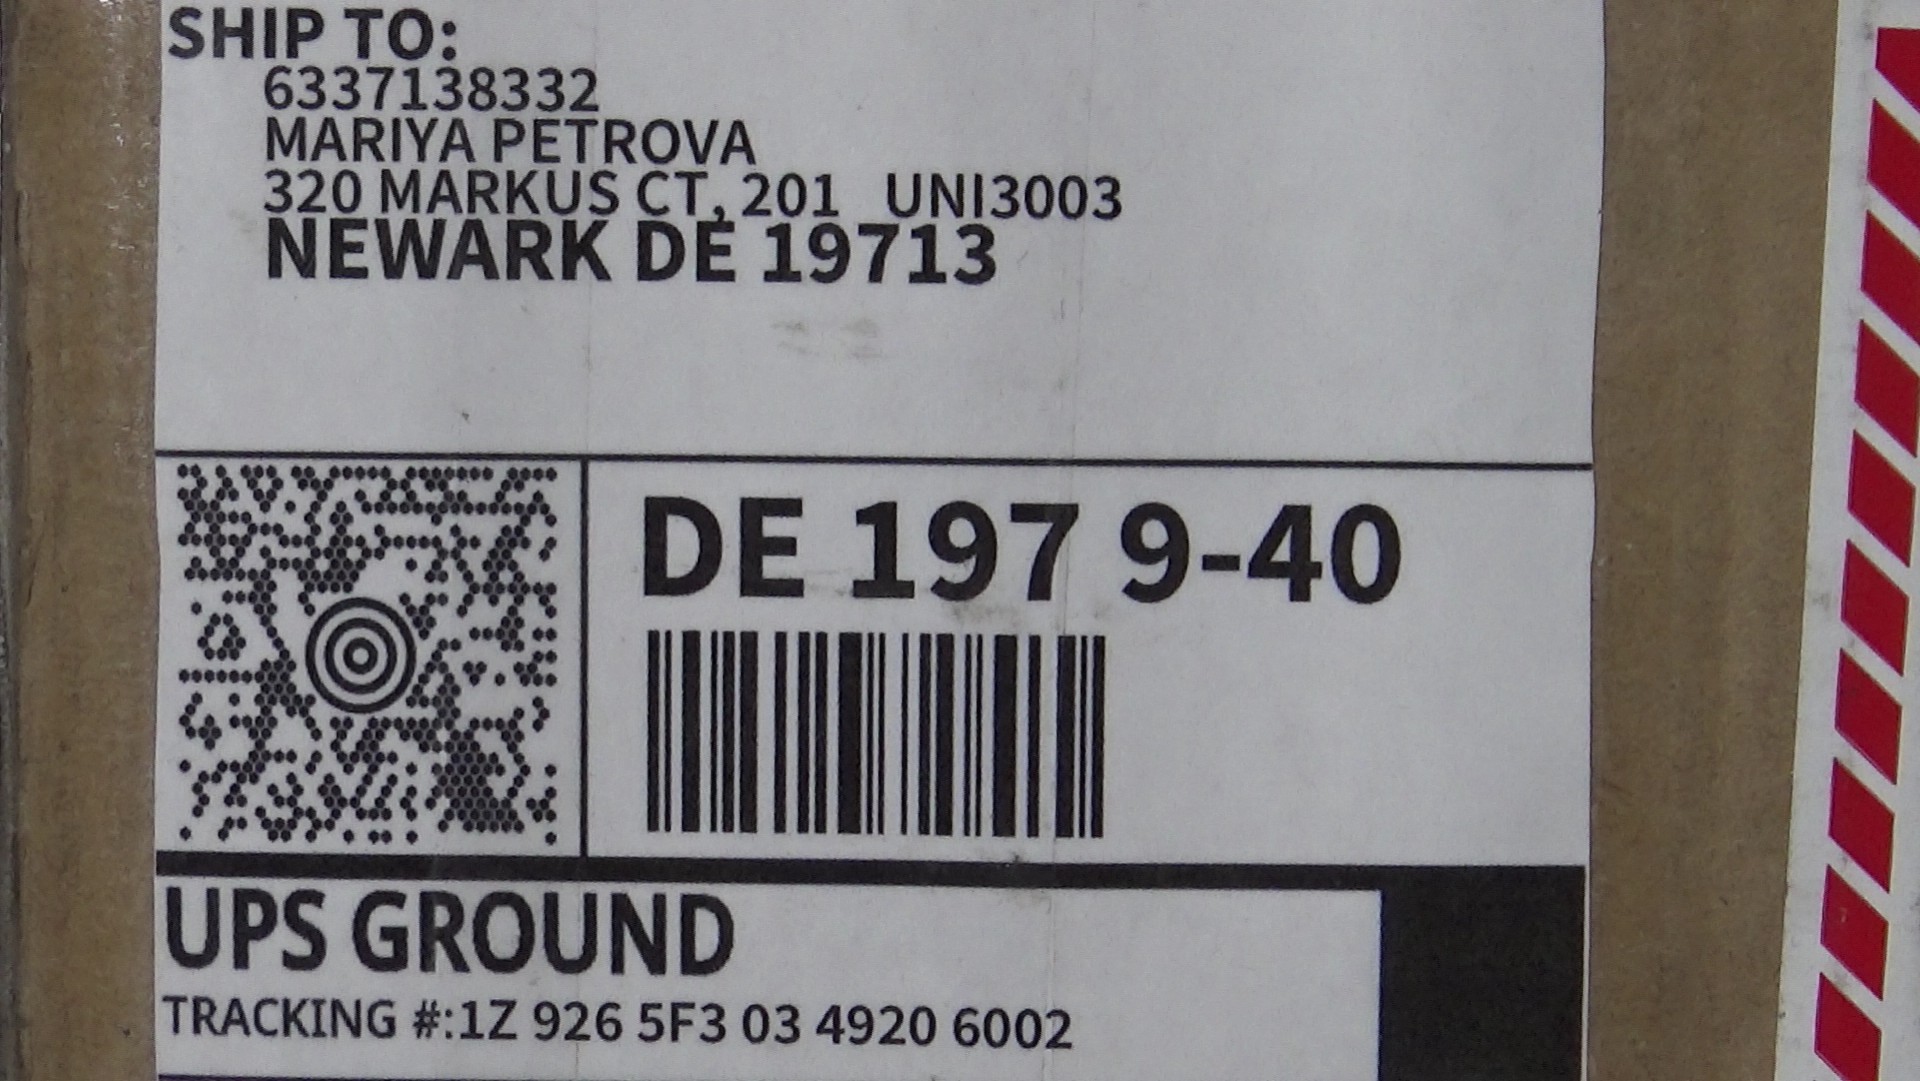 SHIP TO:
6337138332
MARIYA PETROVA
320 MARKUS CT, 201 UNI3003
NEWARK DE 19713
DE 197 9-40
UPS GROUND
TRACKING #:1Z 926 5F3 03 4920 6002